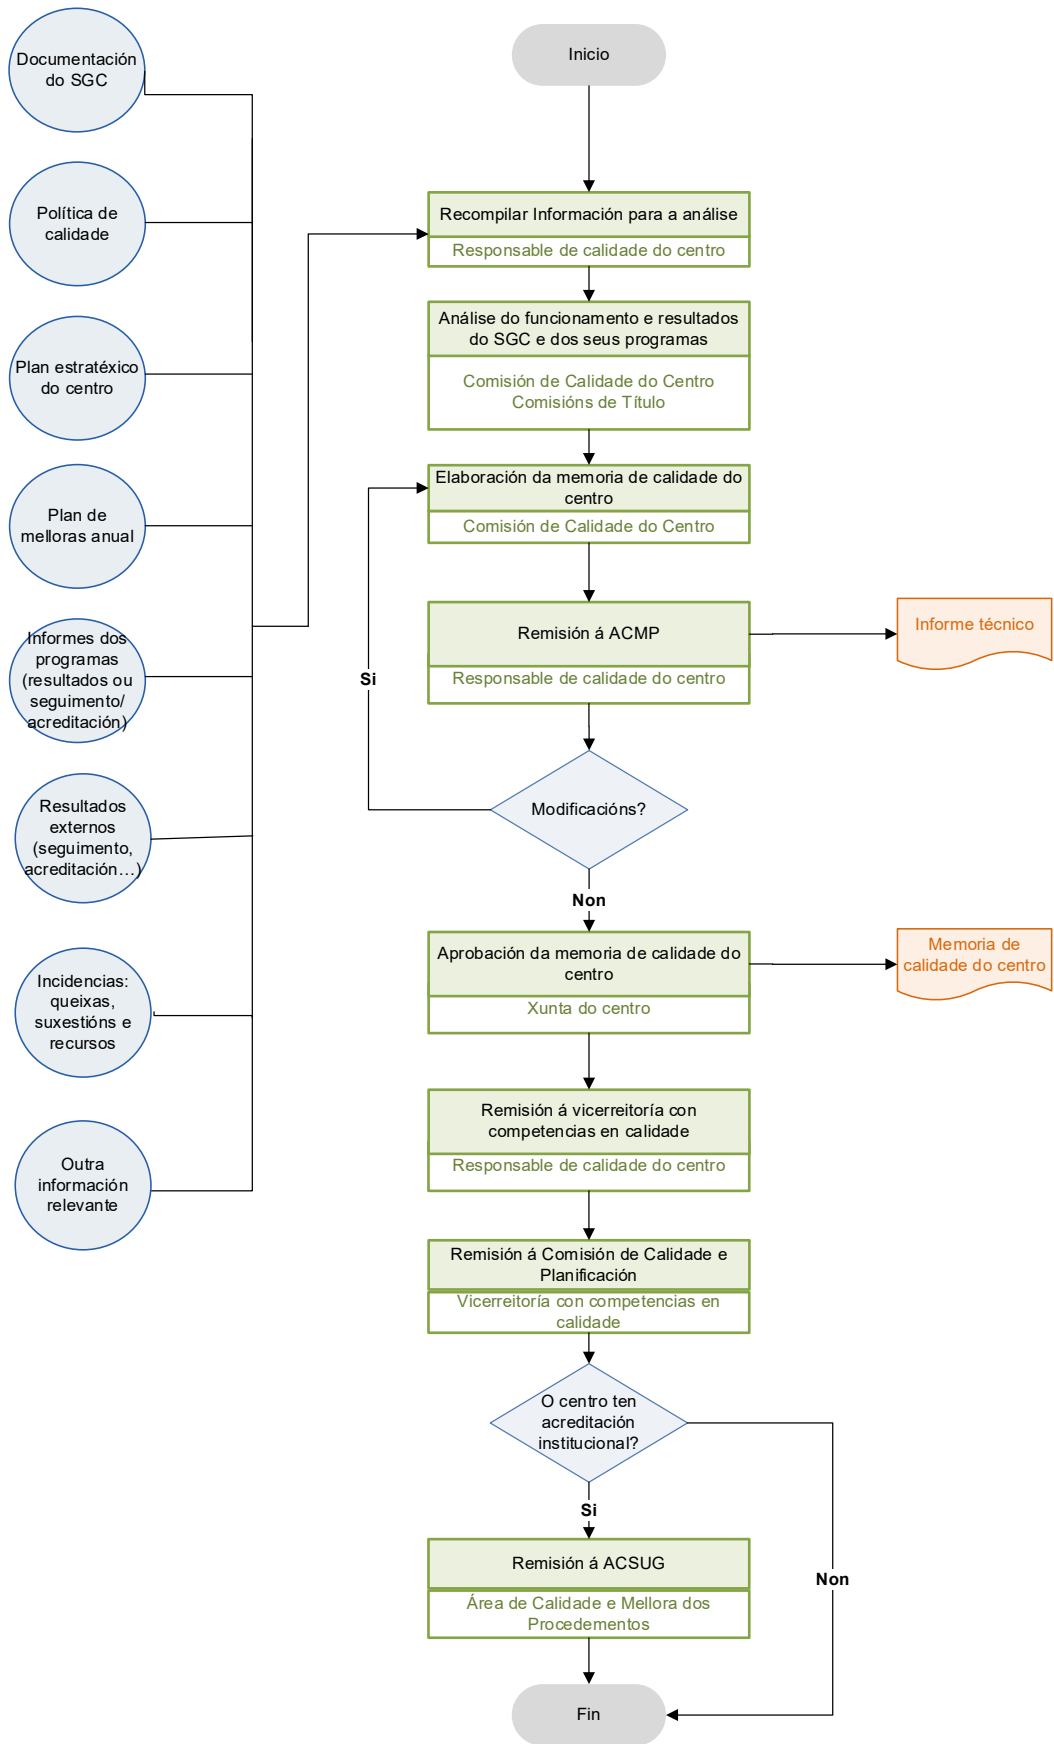 Documentación
do SGC
Política de
calidade
Plan estratéxico
do centro
Plan de
melloras anual
Informes dos
programas
(resultados ou
seguimento/
acreditación)
Resultados
externos
(seguimento,
acreditación…)
Incidencias:
queixas,
suxestións e
recursos
Outra
información
relevante
Inicio
Recompilar Información para a análise
Responsable de calidade do centro
Análise do funcionamento e resultados
do SGC e dos seus programas
Comisión de Calidade do Centro
Comisións de Título
Elaboración da memoria de calidade do
centro
Comisión de Calidade do Centro
Remisión á ACMP
Responsable de calidade do centro
Informe técnico
Si
Modificacións?
Non
Aprobación da memoria de calidade do
centro
Xunta do centro
Memoria de
calidade do centro
Remisión á vicerreitoría con
competencias en calidade
Responsable de calidade do centro
Remisión á Comisión de Calidade e
Planificación
Vicerreitoría con competencias en
calidade
O centro ten
acreditación
institucional?
Si
Remisión á ACSUG
Área de Calidade e Mellora dos
Procedementos
Non
Fin